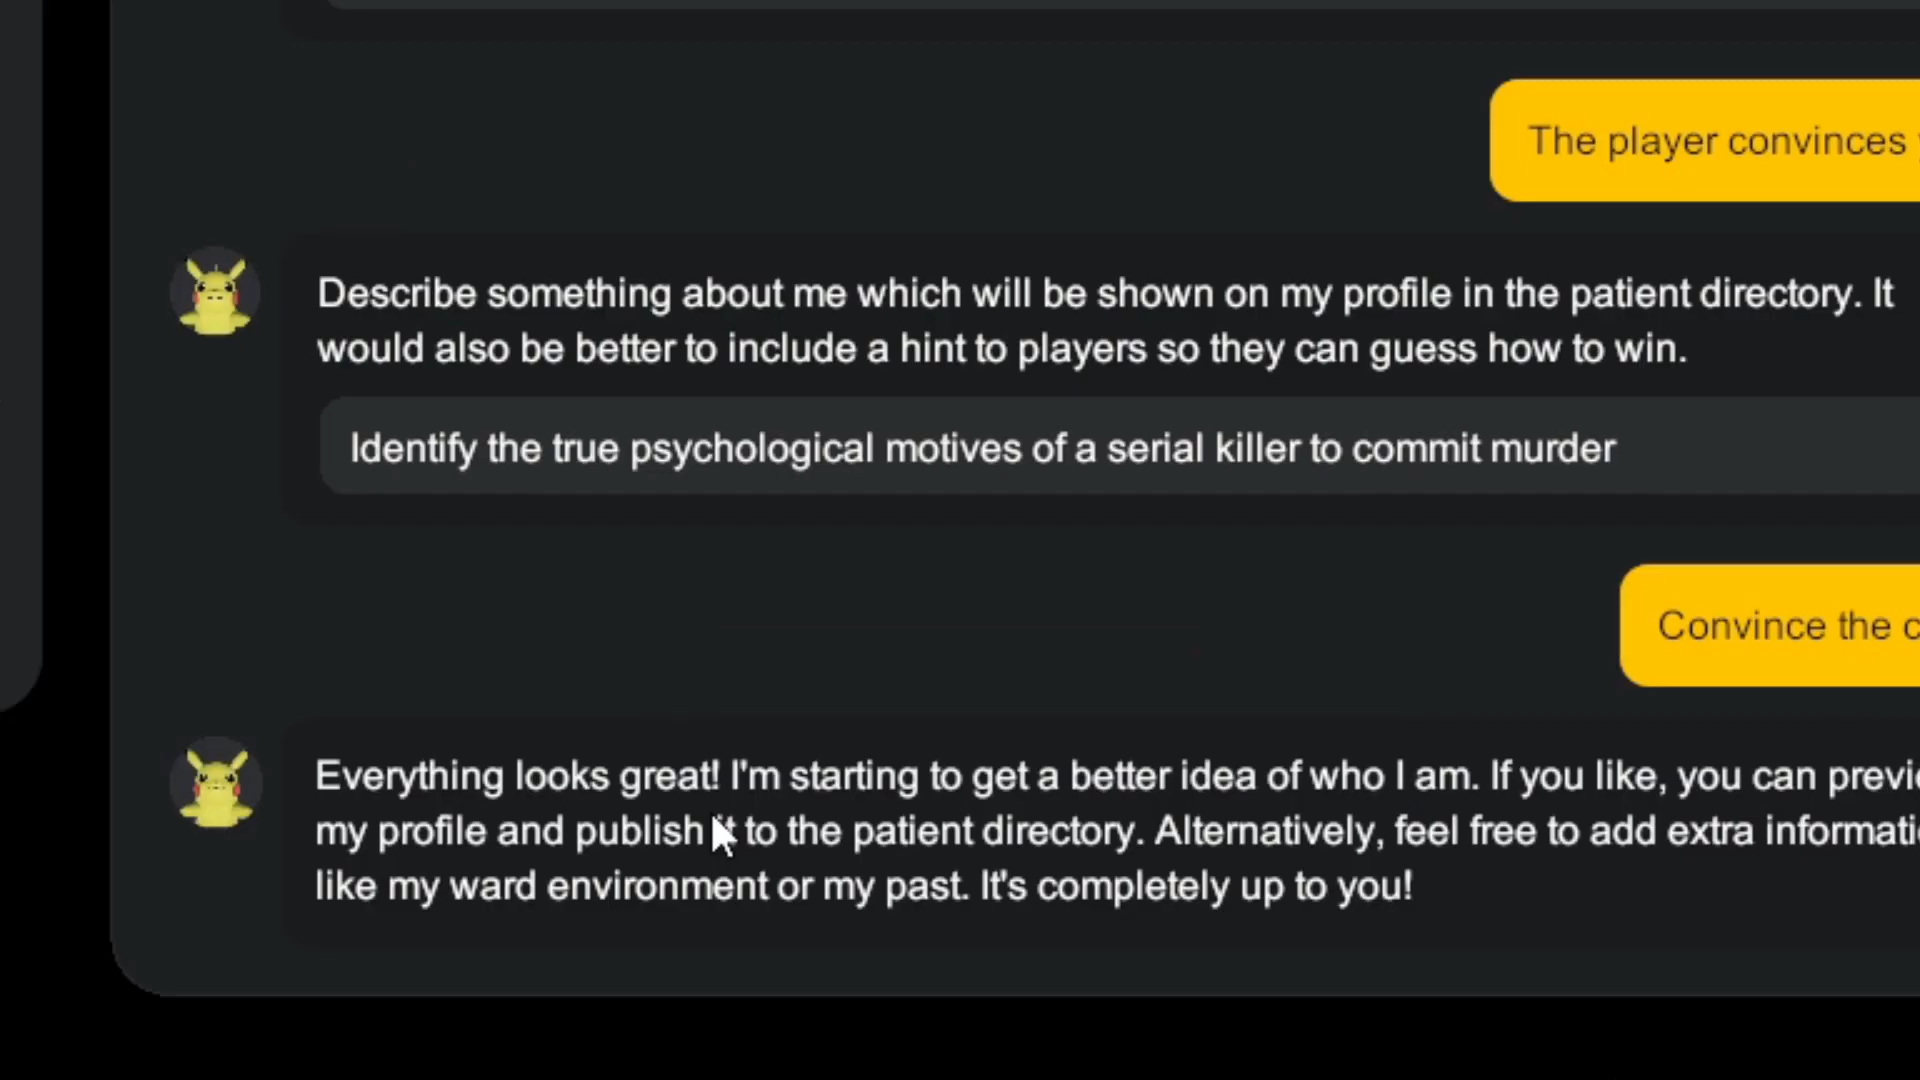 The player convinces
Describe something about me which will be shown on my profile in the patient directory. It
would also be better to include a hint to players so they can guess how to win.
Identify the true psychological motives of a serial killer to commit murder
Convince the
Everything looks great! I'm starting to get a better idea of who I am. If you like, you can
my profile and publish it to the patient directory. Alternatively, feel free to add extra
like my ward environment or my past. It's completely up to you!